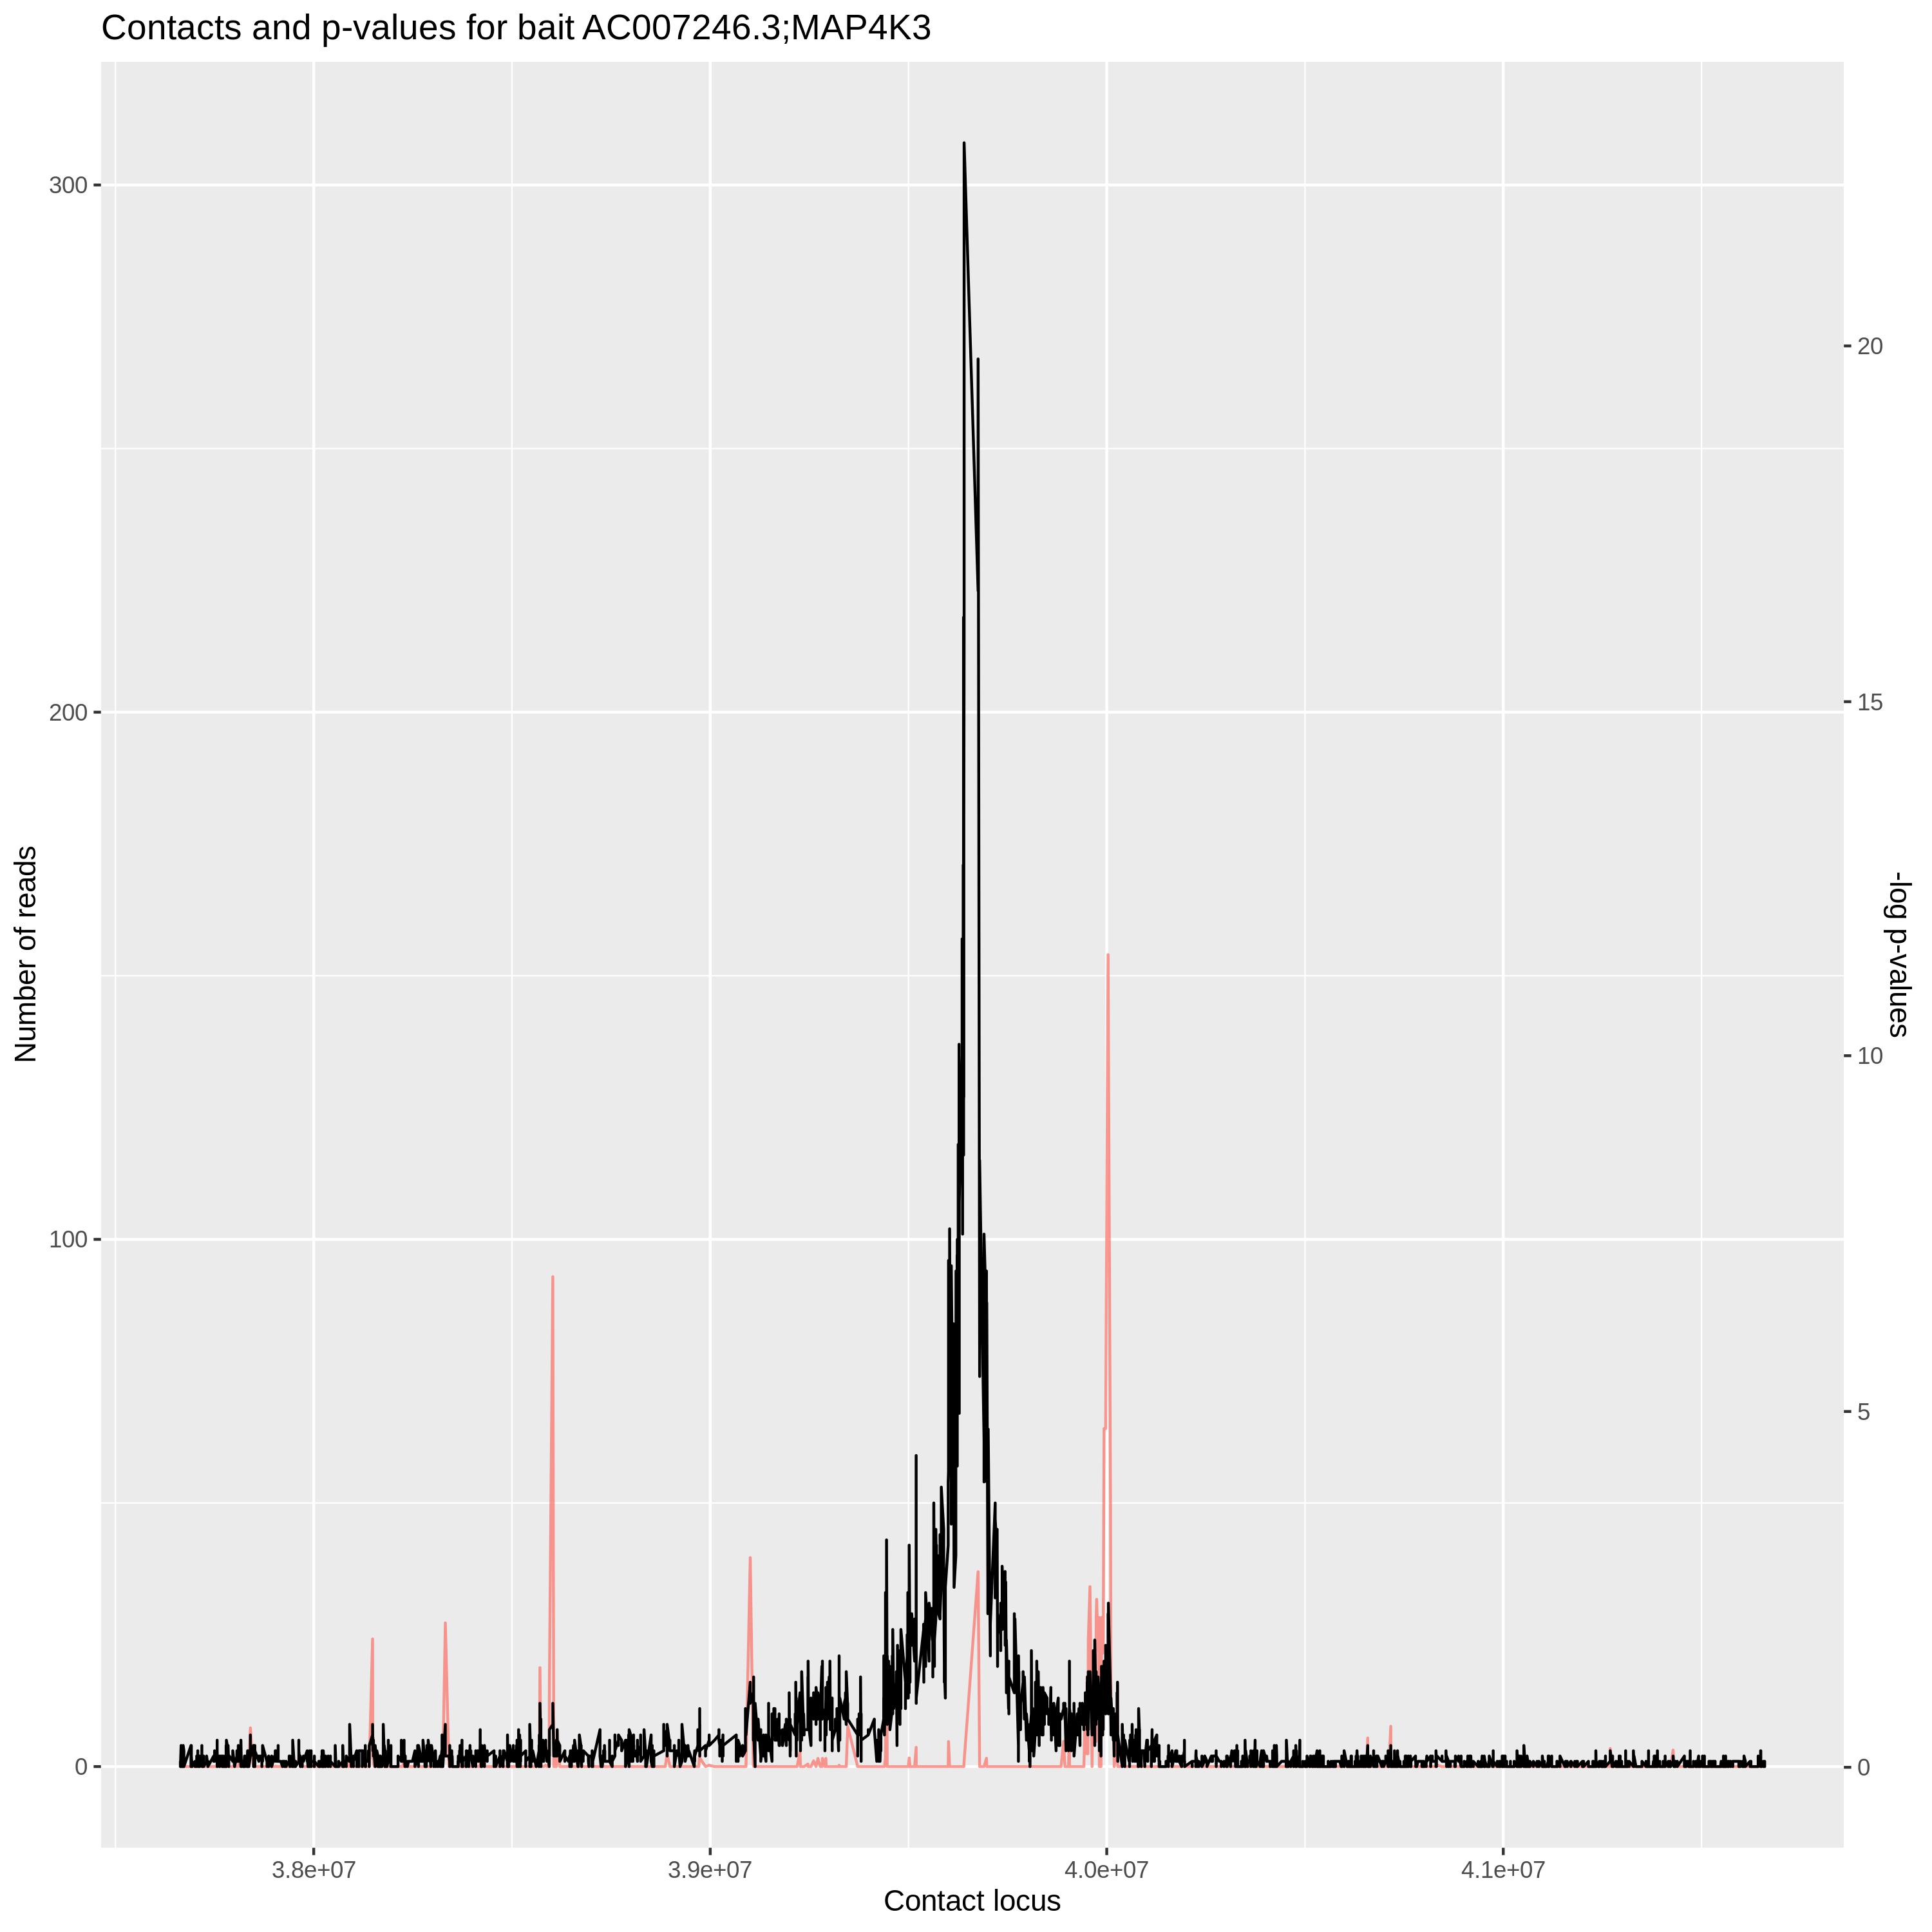 Contacts and p-values for bait AC007246.3;MAP4K3
300
200
100
0
Number of reads
20
15
10
5
0
-log p-values
3.8e+07
3.9e+07
4.0e+07
4.1e+07
Contact locus